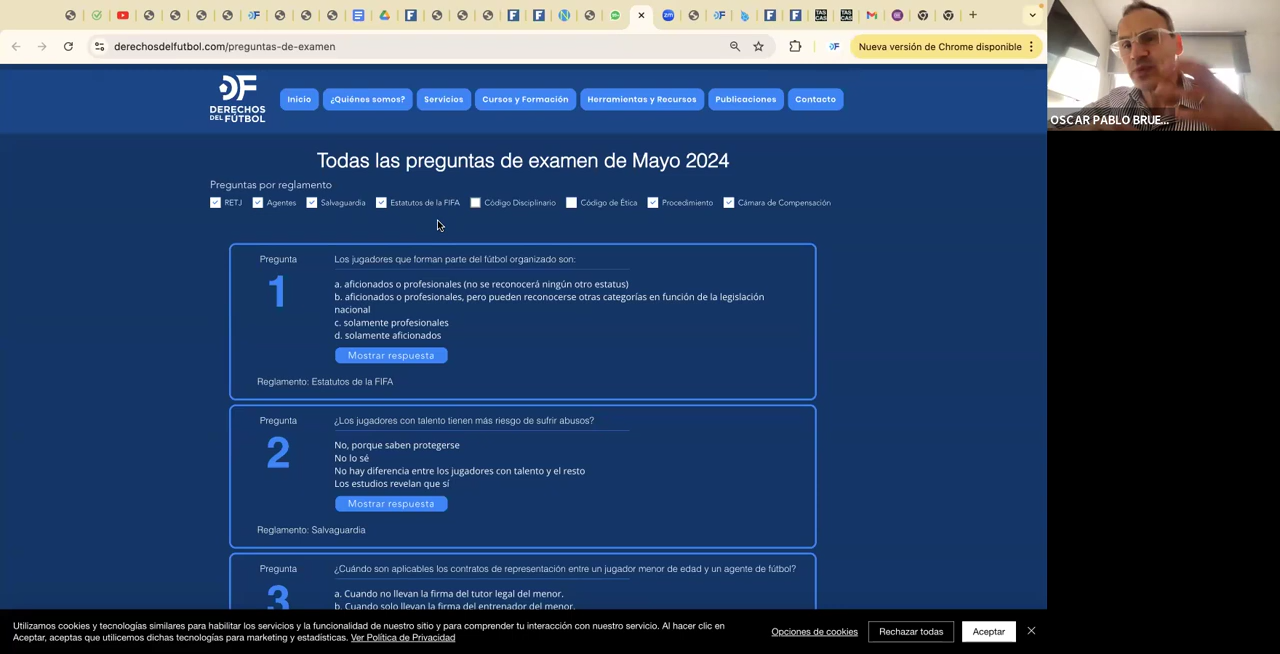 derechosdelfutbol.com/preguntas-de-examen
Nueva versión de Chrome disponible
DERECHOS
DEL FÚTBOL
Inicio
¿Quiénes somos?
Servicios
Cursos y Formación
Herramientas y Recursos
Publicaciones
Contacto
OSCAR PABLO BRUE...
Todas las preguntas de examen de Mayo 2024
Preguntas por reglamento
RETJ
Agentes
Salvaguardia
Estatutos de la FIFA
Código Disciplinario
Código de Ética
Procedimiento
Cámara de Compensación
Pregunta
1
Los jugadores que forman parte del fútbol organizado son:
a. aficionados o profesionales (no se reconocerá ningún otro estatus)
b. aficionados o profesionales, pero pueden reconocerse otras categorías en función de la legislación
nacional
c. solamente profesionales
d. solamente aficionados
Mostrar respuesta
Reglamento: Estatutos de la FIFA
Pregunta
2
¿Los jugadores con talento tienen más riesgo de sufrir abusos?
No, porque saben protegerse
No lo sé
No hay diferencia entre los jugadores con talento y el resto
Los estudios revelan que sí
Mostrar respuesta
Reglamento: Salvaguardia
Pregunta
3
¿Cuándo son aplicables los contratos de representación entre un jugador menor de edad y un agente de fútbol?
a. Cuando no llevan la firma del tutor legal del menor.
b. Cuando solo llevan la firma del entrenador del menor.
Utilizamos cookies y tecnologías similares para habilitar los servicios y la funcionalidad de nuestro sitio y para comprender tu interacción con nuestro servicio. Al hacer clic en
Aceptar, aceptas que utilicemos dichas tecnologías para marketing y estadísticas. Ver Política de Privacidad
Opciones de cookies
Rechazar todas
Aceptar